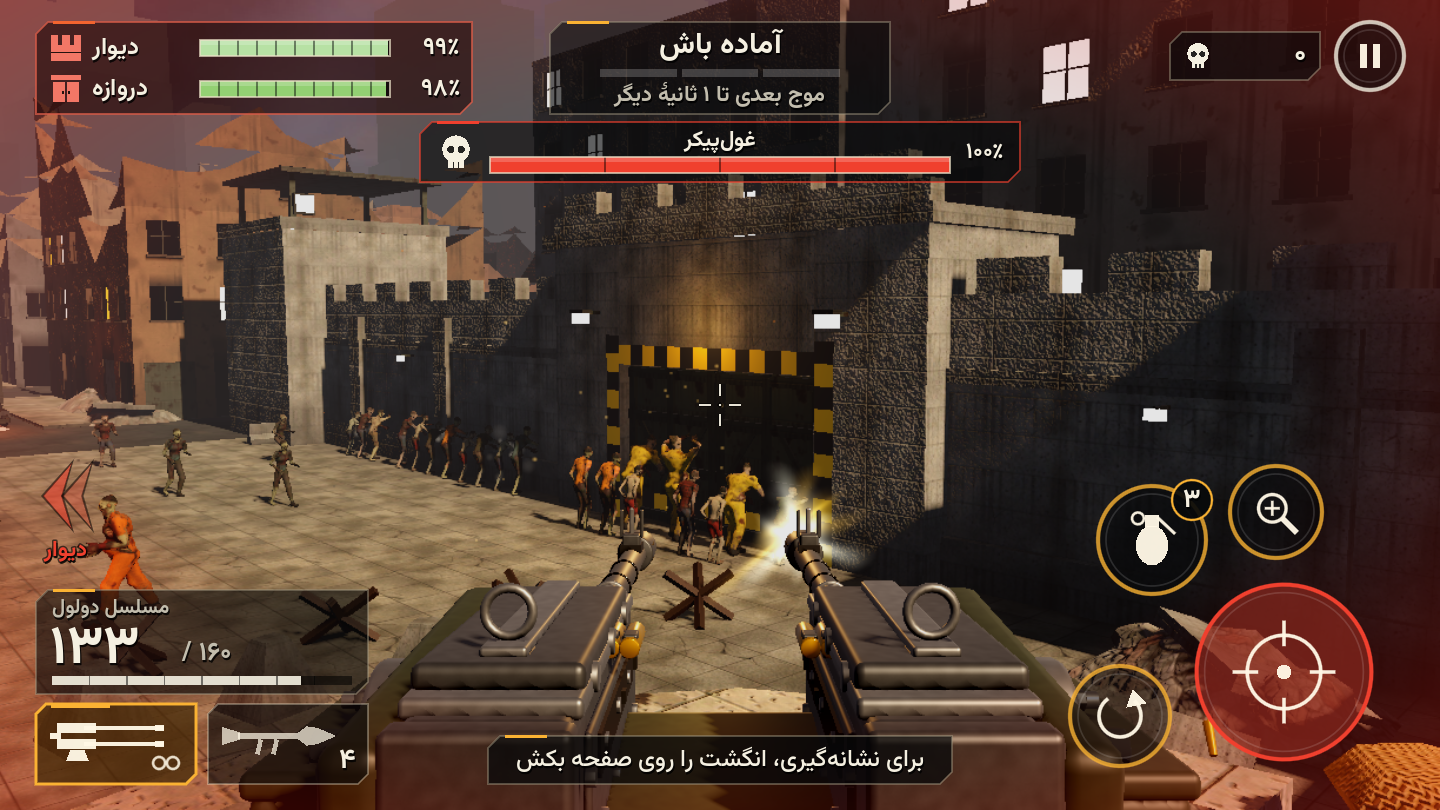 دیوار ۹۹٪
دروازه ۹۸٪
آماده باش
موج بعدی تا ۱ ثانیهٔ دیگر
۰
غول‌پیکر
۱۰۰٪
۳
دیوار
مسلسل دولول
۱۳۳ / ۱۶۰
∞
۴
برای نشانه‌گیری، انگشت را روی صفحه بکش